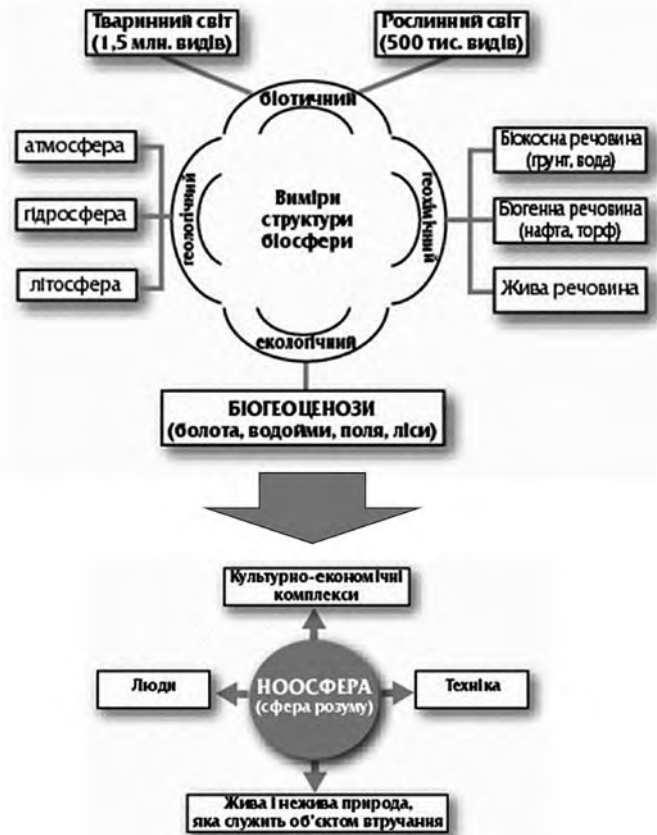 Тваринний світ
(1,5 млн. видів)
Рослинний світ
(500 тис. видів)
біотичний
атмосфера
гідросфера
літосфера
геологічний
Виміри
структури
біосфери
геохімічний
Біокосна речовина
(ґрунт, вода)
Біогенна речовина
(нафта, торф)
Жива речовина
екологічний
БІОГЕОЦЕНОЗИ
(болота, водойми, поля, ліси)
Культурно-економічні
комплекси
Люди
НООСФЕРА
(сфера розуму)
Техніка
Жива і нежива природа,
яка служить об'єктом втручання